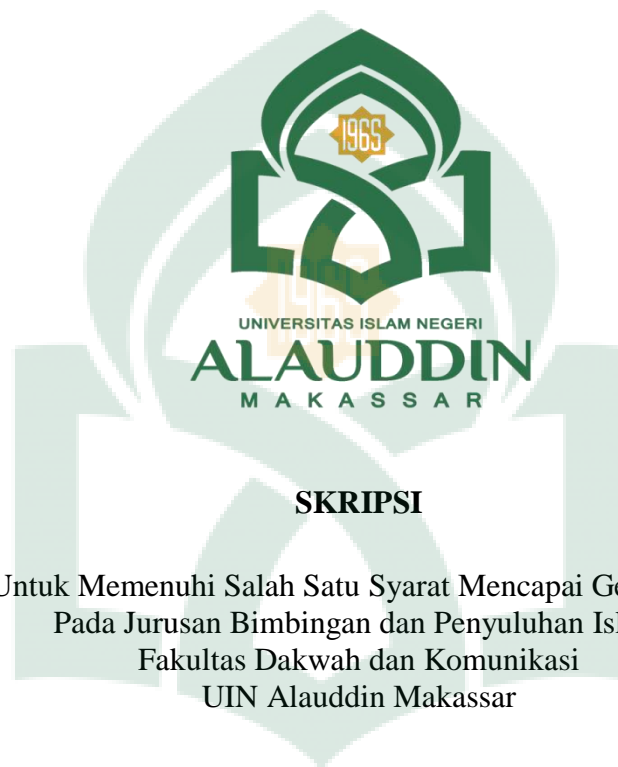 1965
UNIVERSITAS ISLAM NEGERI
ALAUDDIN
MAKASSAR
SKRIPSI
Untuk Memenuhi Salah Satu Syarat Mencapai
Pada Jurusan Bimbingan dan Penyuluhan
Fakultas Dakwah dan Komunikasi
UIN Alauddin Makassar